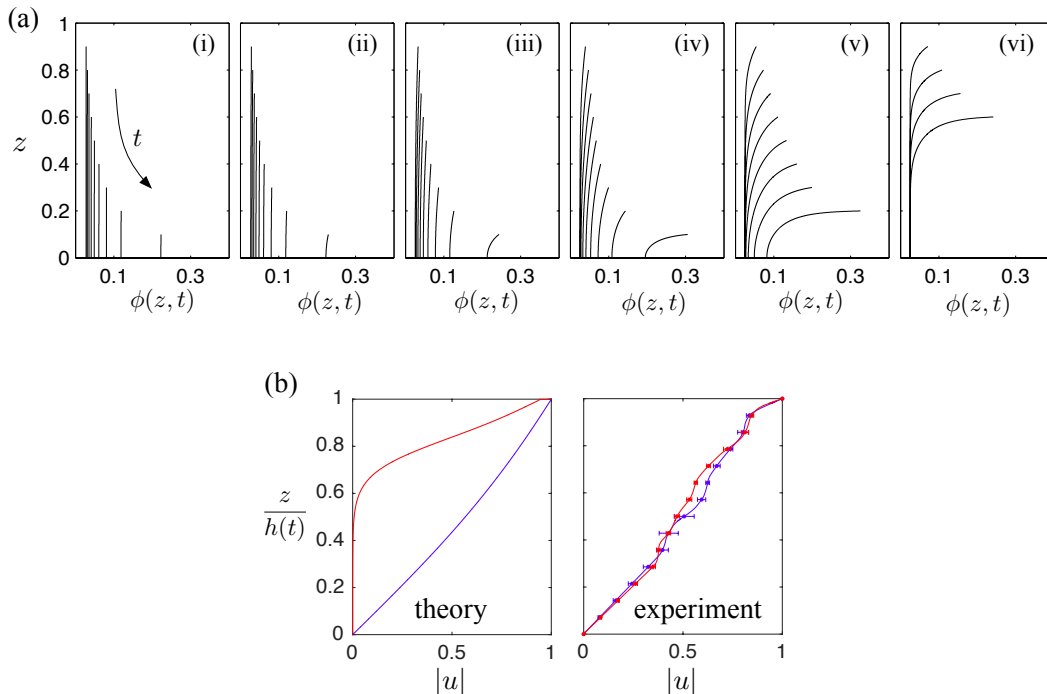 (a)
(i) (ii) (iii) (iv) (v) (vi)
1
0.8
0.6
0.4
0.2
0
z
t
0.1 0.3 0.1 0.3 0.1 0.3 0.1 0.3 0.1 0.3 0.1 0.3
ϕ(z, t) ϕ(z, t) ϕ(z, t) ϕ(z, t) ϕ(z, t) ϕ(z, t)
(b)
1
0.8
0.6
0.4
0.2
0
z
h(t)
theory experiment
0 0.5 1 0 0.5 1
|u| |u|